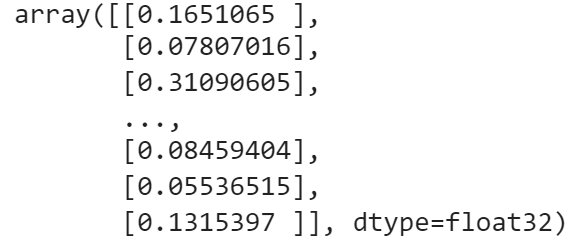 array([[0.1651065 ],
[0.07807016],
[0.31090605],
...,
[0.08459404],
[0.05536515],
[0.1315397 ]], dtype=float32)